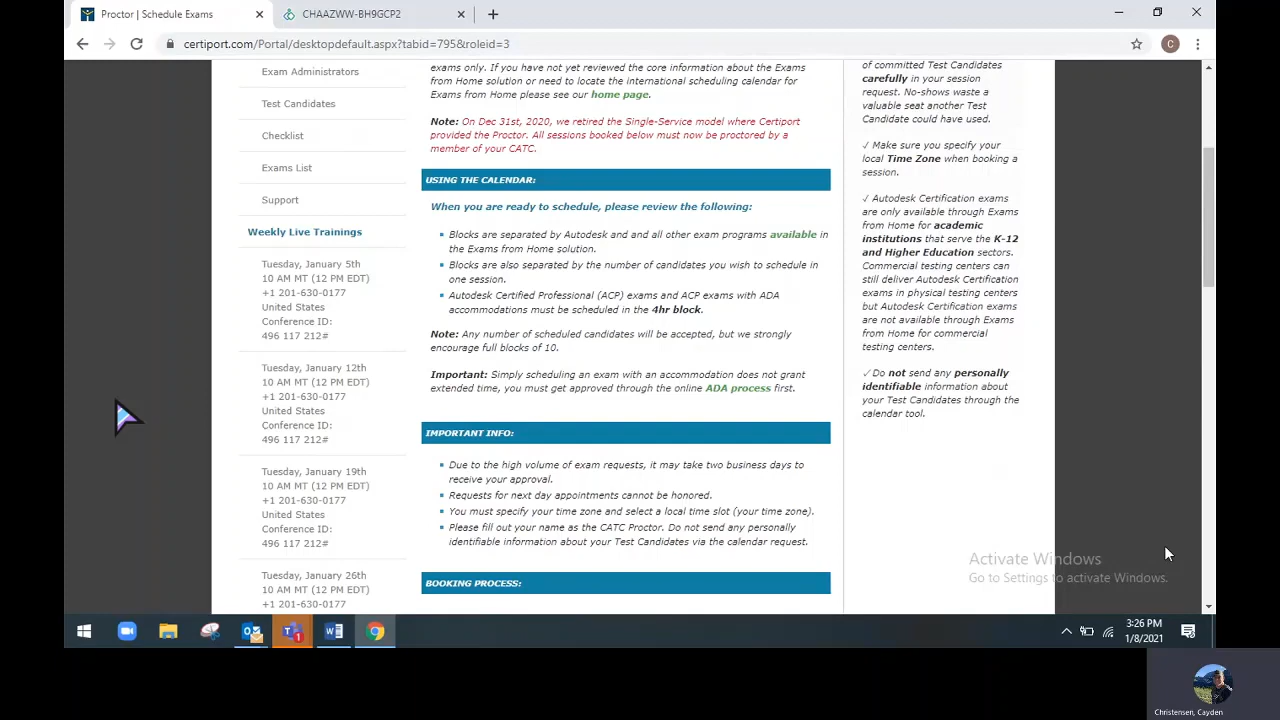 Proctor | Schedule Exams
CHAAZWW-BH9GCP2
certiport.com/Portal/desktopdefault.aspx?tabid=795&roleid=3
C
Exam Administrators
Test Candidates
Checklist
Exams List
Support
Weekly Live Trainings
Tuesday, January 5th
10 AM MT (12 PM EDT)
+1 201-630-0177
United States
Conference ID:
496 117 212#
Tuesday, January 12th
10 AM MT (12 PM EDT)
+1 201-630-0177
United States
Conference ID:
496 117 212#
Tuesday, January 19th
10 AM MT (12 PM EDT)
+1 201-630-0177
United States
Conference ID:
496 117 212#
Tuesday, January 26th
10 AM MT (12 PM EDT)
+1 201-630-0177
exams only. If you have not yet reviewed the core information about the Exams
from Home solution or need to locate the international scheduling calendar for
Exams from Home please see our home page.
Note: On Dec 31st, 2020, we retired the Single-Service model where Certiport
provided the Proctor. All sessions booked below must now be proctored by a
member of your CATC.
USING THE CALENDAR:
When you are ready to schedule, please review the following:
Blocks are separated by Autodesk and and all other exam programs available in
the Exams from Home solution.
Blocks are also separated by the number of candidates you wish to schedule in
one session.
Autodesk Certified Professional (ACP) exams and ACP exams with ADA
accommodations must be scheduled in the 4hr block.
Note: Any number of scheduled candidates will be accepted, but we strongly
encourage full blocks of 10.
Important: Simply scheduling an exam with an accommodation does not grant
extended time, you must get approved through the online ADA process first.
IMPORTANT INFO:
Due to the high volume of exam requests, it may take two business days to
receive your approval.
Requests for next day appointments cannot be honored.
You must specify your time zone and select a local time slot (your time zone).
Please fill out your name as the CATC Proctor. Do not send any personally
identifiable information about your Test Candidates via the calendar request.
BOOKING PROCESS:
of committed Test Candidates
carefully in your session
request. No-shows waste a
valuable seat another Test
Candidate could have used.
✓ Make sure you specify your
local Time Zone when booking a
session.
✓ Autodesk Certification exams
are only available through Exams
from Home for academic
institutions that serve the K-12
and Higher Education sectors.
Commercial testing centers can
still deliver Autodesk Certification
exams in physical testing centers
but Autodesk Certification exams
are not available through Exams
from Home for commercial
testing centers.
✓ Do not send any personally
identifiable information about
your Test Candidates through the
calendar tool.
Activate Windows
Go to Settings to activate Windows.
3:26 PM
1/8/2021
Christensen, Cayden